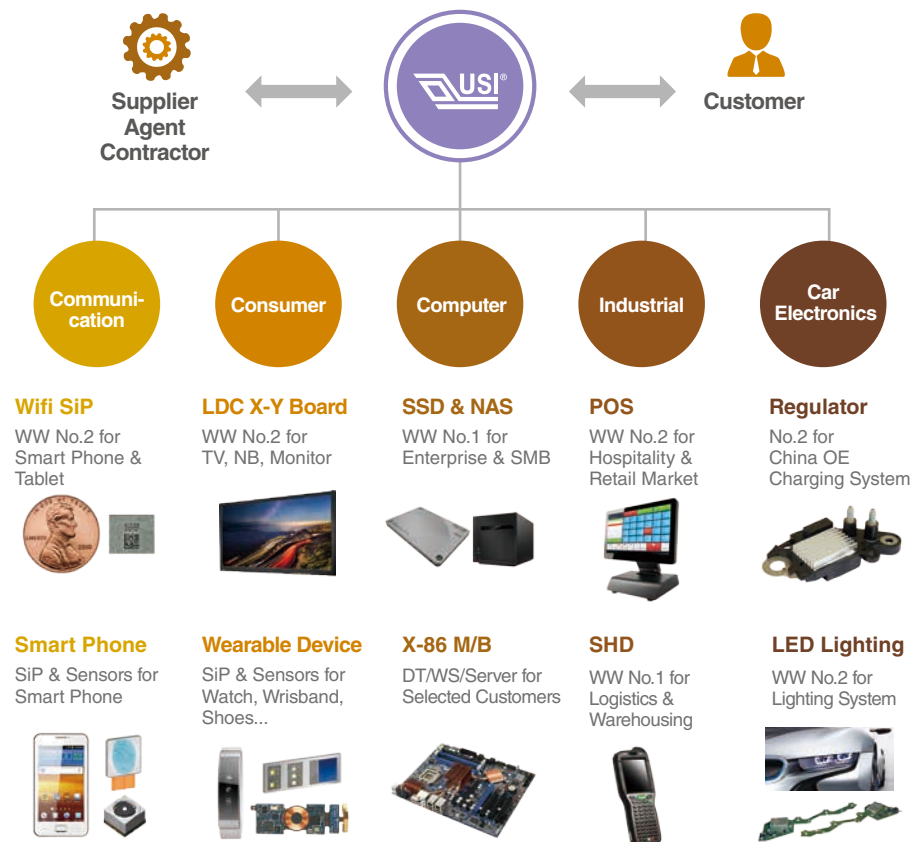 Supplier
Agent
Contractor
USI®
Customer
Communi-
cation
Consumer
Computer
Industrial
Car
Electronics
Wifi SiP
WW No.2 for
Smart Phone &
Tablet
LDC X-Y Board
WW No.2 for
TV, NB, Monitor
SSD & NAS
WW No.1 for
Enterprise & SMB
POS
WW No.2 for
Hospitality &
Retail Market
Regulator
No.2 for
China OE
Charging System
Smart Phone
SiP & Sensors for
Smart Phone
Wearable Device
SiP & Sensors for
Watch, Wrisband,
Shoes...
X-86 M/B
DT/WS/Server for
Selected Customers
SHD
WW No.1 for
Logistics &
Warehousing
LED Lighting
WW No.2 for
Lighting System